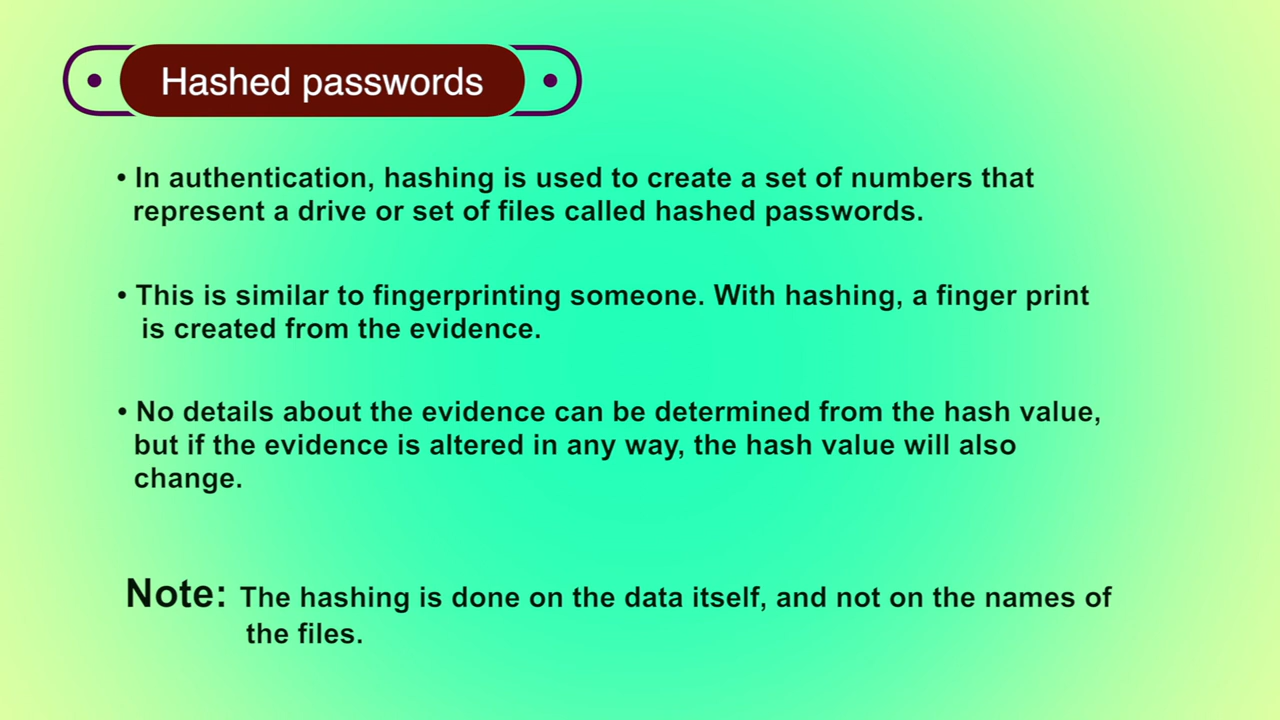 Hashed passwords
• In authentication, hashing is used to create a set of numbers that
represent a drive or set of files called hashed passwords.
• This is similar to fingerprinting someone. With hashing, a finger print
is created from the evidence.
• No details about the evidence can be determined from the hash value,
but if the evidence is altered in any way, the hash value will also
change.
Note: The hashing is done on the data itself, and not on the names of
the files.